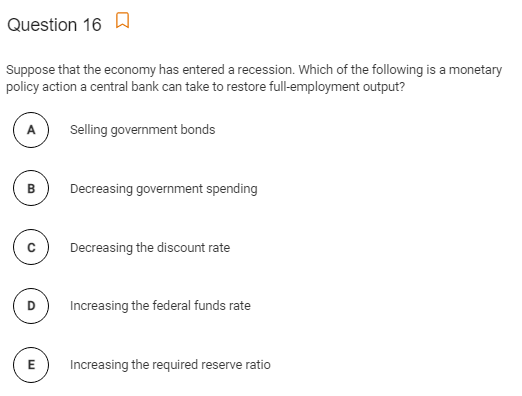 Question 16
Suppose that the economy has entered a recession. Which of the following is a monetary
policy action a central bank can take to restore full-employment output?
A Selling government bonds
B Decreasing government spending
C Decreasing the discount rate
D Increasing the federal funds rate
E Increasing the required reserve ratio